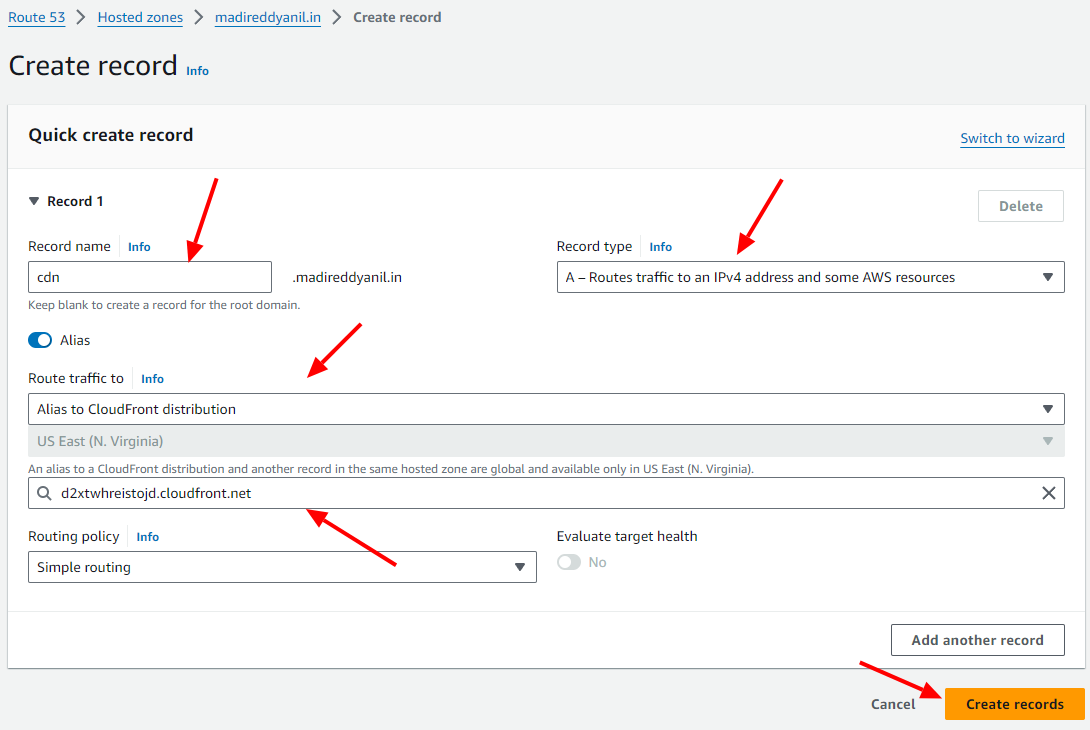 Route 53 > Hosted zones > madireddyanil.in > Create record
Create record Info
Quick create record
Switch to wizard
Record 1
Delete
Record name Info
cdn
.madireddyanil.in
Keep blank to create a record for the root domain.
Record type Info
A – Routes traffic to an IPv4 address and some AWS resources
Alias
Route traffic to Info
Alias to CloudFront distribution
US East (N. Virginia)
An alias to a CloudFront distribution and another record in the same hosted zone are global and available only in US East (N. Virginia).
d2xtwhreistojd.cloudfront.net
Routing policy Info
Simple routing
Evaluate target health
No
Add another record
Cancel
Create records